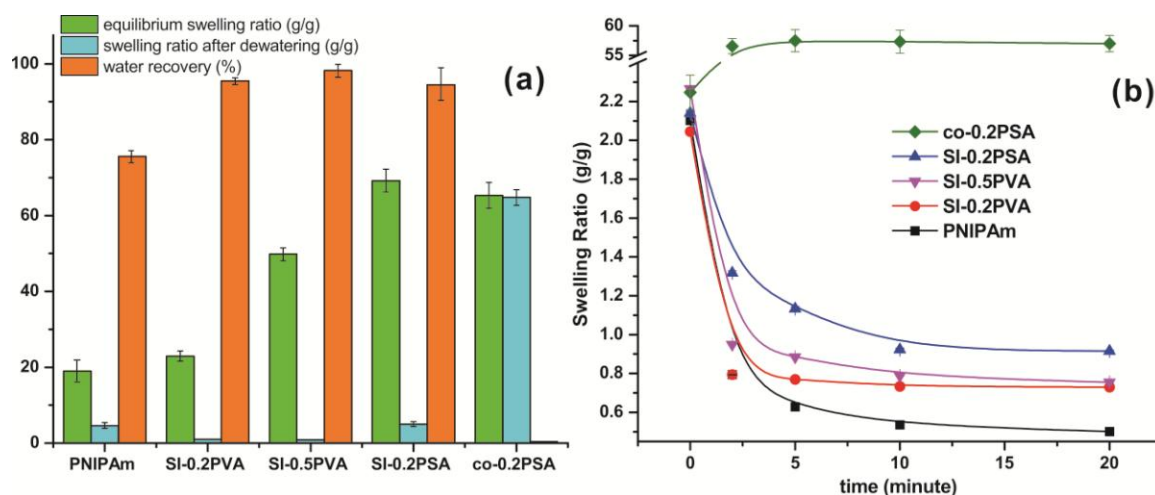 equilibrium swelling ratio (g/g)
swelling ratio after dewatering (g/g)
water recovery (%)
(a)
100
80
60
40
20
0
PNIPAm
SI-0.2PVA
SI-0.5PVA
SI-0.2PSA
co-0.2PSA
(b)
Swelling Ratio (g/g)
60
55
2.2
2.0
1.8
1.6
1.4
1.2
1.0
0.8
0.6
co-0.2PSA
SI-0.2PSA
SI-0.5PVA
SI-0.2PVA
PNIPAm
0
5
10
15
20
time (minute)